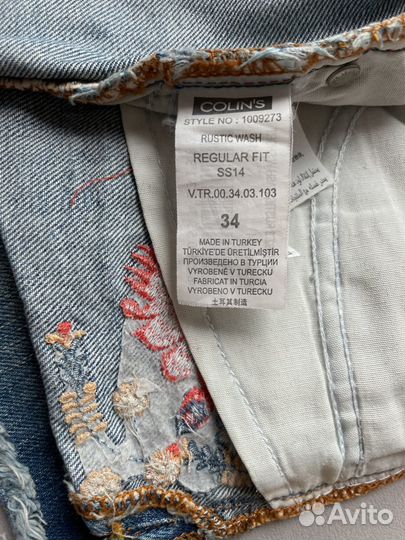 COLIN'S
STYLE NO : 1009273
RUSTIC WASH
REGULAR FIT
SS14
V.TR.00.34.03.103
34
MADE IN TURKEY
TÜRKİYE'DE ÜRETİLMİŞTİR
ПРОИЗВЕДЕНО В ТУРЦИИ
VYROBENÉ V TURECKU
FABRICAT IN TURCIA
VYROBENO V TURECKU
土耳其制造
Avito